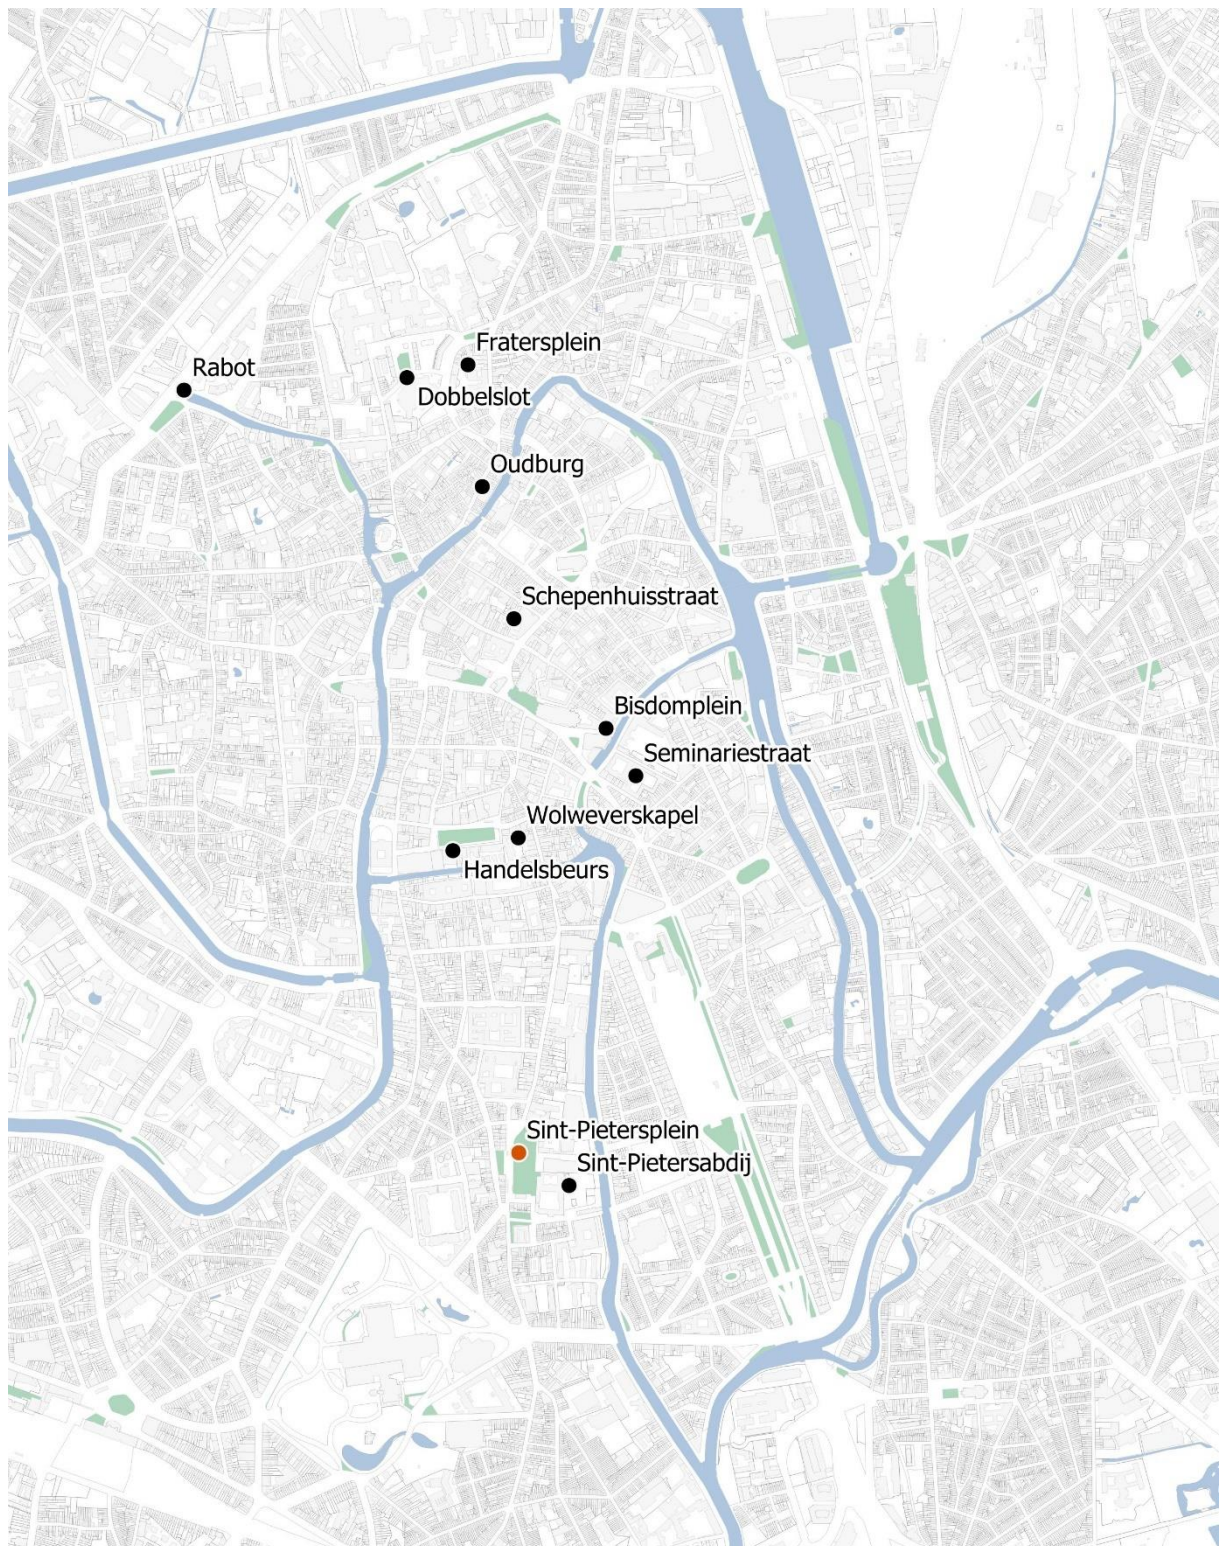 Fratersplein
Rabot
Dobbelslot
Oudburg
Schepenhuisstraat
Bisdomplein
Seminariestraat
Wolweverskapel
Handelsbeurs
Sint-Pietersplein
Sint-Pietersabdij